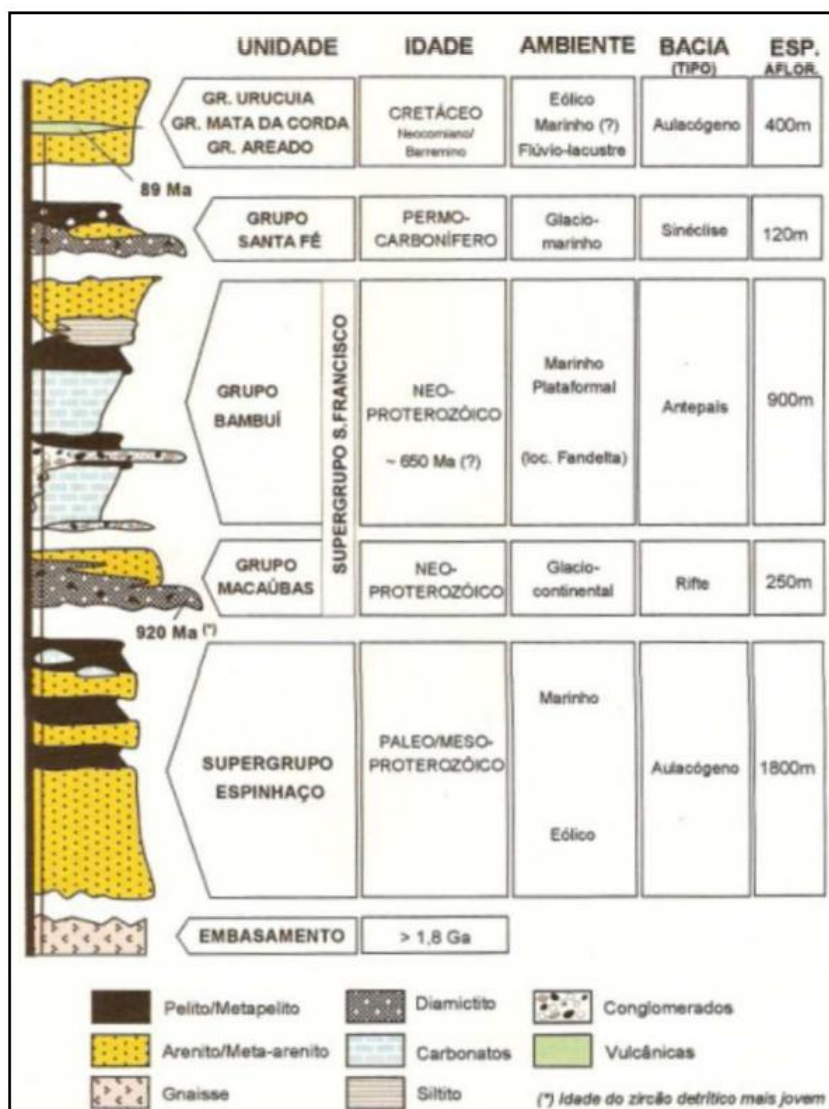 UNIDADE IDADE AMBIENTE BACIA ESP.
(TIPO) AFLOR.
GR. URUCUIA
GR. MATA DA CORDA
GR. AREADO
CRETÁCEO
Neocomiano/
Barremino
Eólico
Marinho (?)
Flúvio-lacustre
Aulacógeno
400m
89 Ma
GRUPO
SANTA FÊ
PERMO-
CARBONÍFERO
Glacio-
marinho
Sinéclise
120m
GRUPO
BAMBUÍ
SUPERGRUPO S. FRANCISCO
NEO-
PROTEROZÓICO
~ 650 Ma (?)
Marinho
Plataformal
(loc. Fandelta)
Antepaís
900m
GRUPO
MACAÚBAS
NEO-
PROTEROZÓICO
Glacio-
continental
Rifte
250m
920 Ma (*)
SUPERGRUPO
ESPINHAÇO
PALEO/MESO-
PROTEROZÓICO
Marinho
Eólico
Aulacógeno
1800m
EMBASAMENTO
> 1,8 Ga
Pelito/Metapelito
Diamictito
Conglomerados
Arenito/Meta-arenito
Carbonatos
Vulcânicas
Gnaisse
Siltito
(*) Idade do zircão detrítico mais jovem